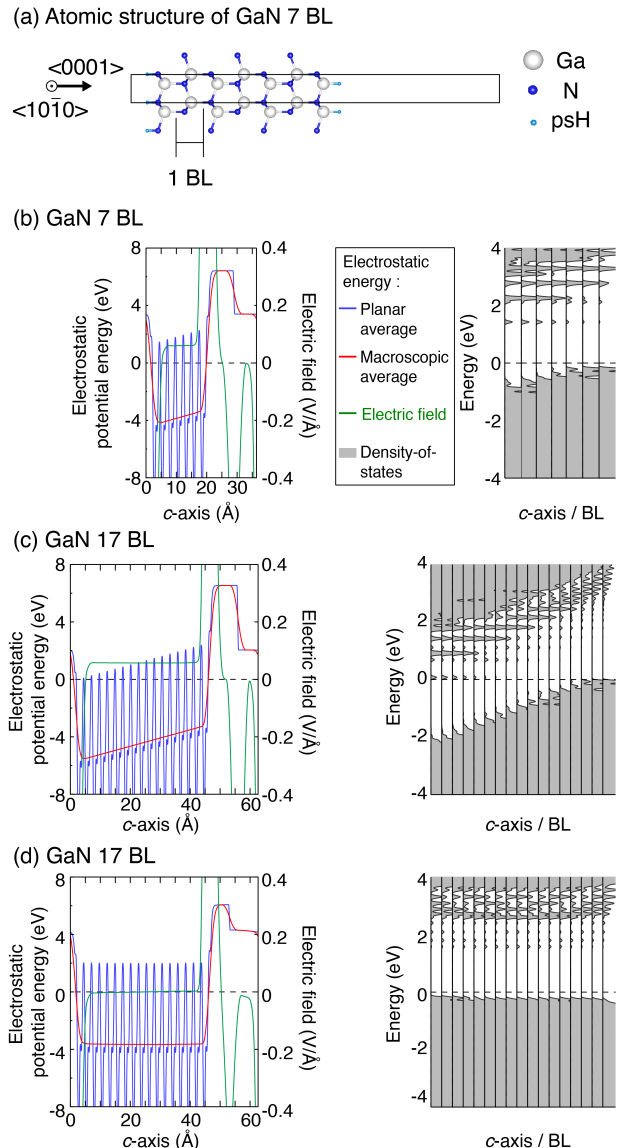 (a) Atomic structure of GaN 7 BL
<0001>
<101̄0>
1 BL
Ga
N
psH
(b) GaN 7 BL
Electrostatic
potential energy (eV)
8
4
0
-4
-8
0 10 20 30
c-axis (Å)
0.4
0.2
0
-0.2
-0.4
Electric field (V/Å)
Electrostatic
energy :
Planar
average
Macroscopic
average
Electric field
Density-of-
states
Energy (eV)
4
2
0
-2
-4
c-axis / BL
(c) GaN 17 BL
Electrostatic
potential energy (eV)
8
4
0
-4
-8
0 20 40 60
c-axis (Å)
0.4
0.2
0
-0.2
-0.4
Electric field (V/Å)
Energy (eV)
4
2
0
-2
-4
c-axis / BL
(d) GaN 17 BL
Electrostatic
potential energy (eV)
8
4
0
-4
-8
0 20 40 60
c-axis (Å)
0.4
0.2
0
-0.2
-0.4
Electric field (V/Å)
Energy (eV)
4
2
0
-2
-4
c-axis / BL